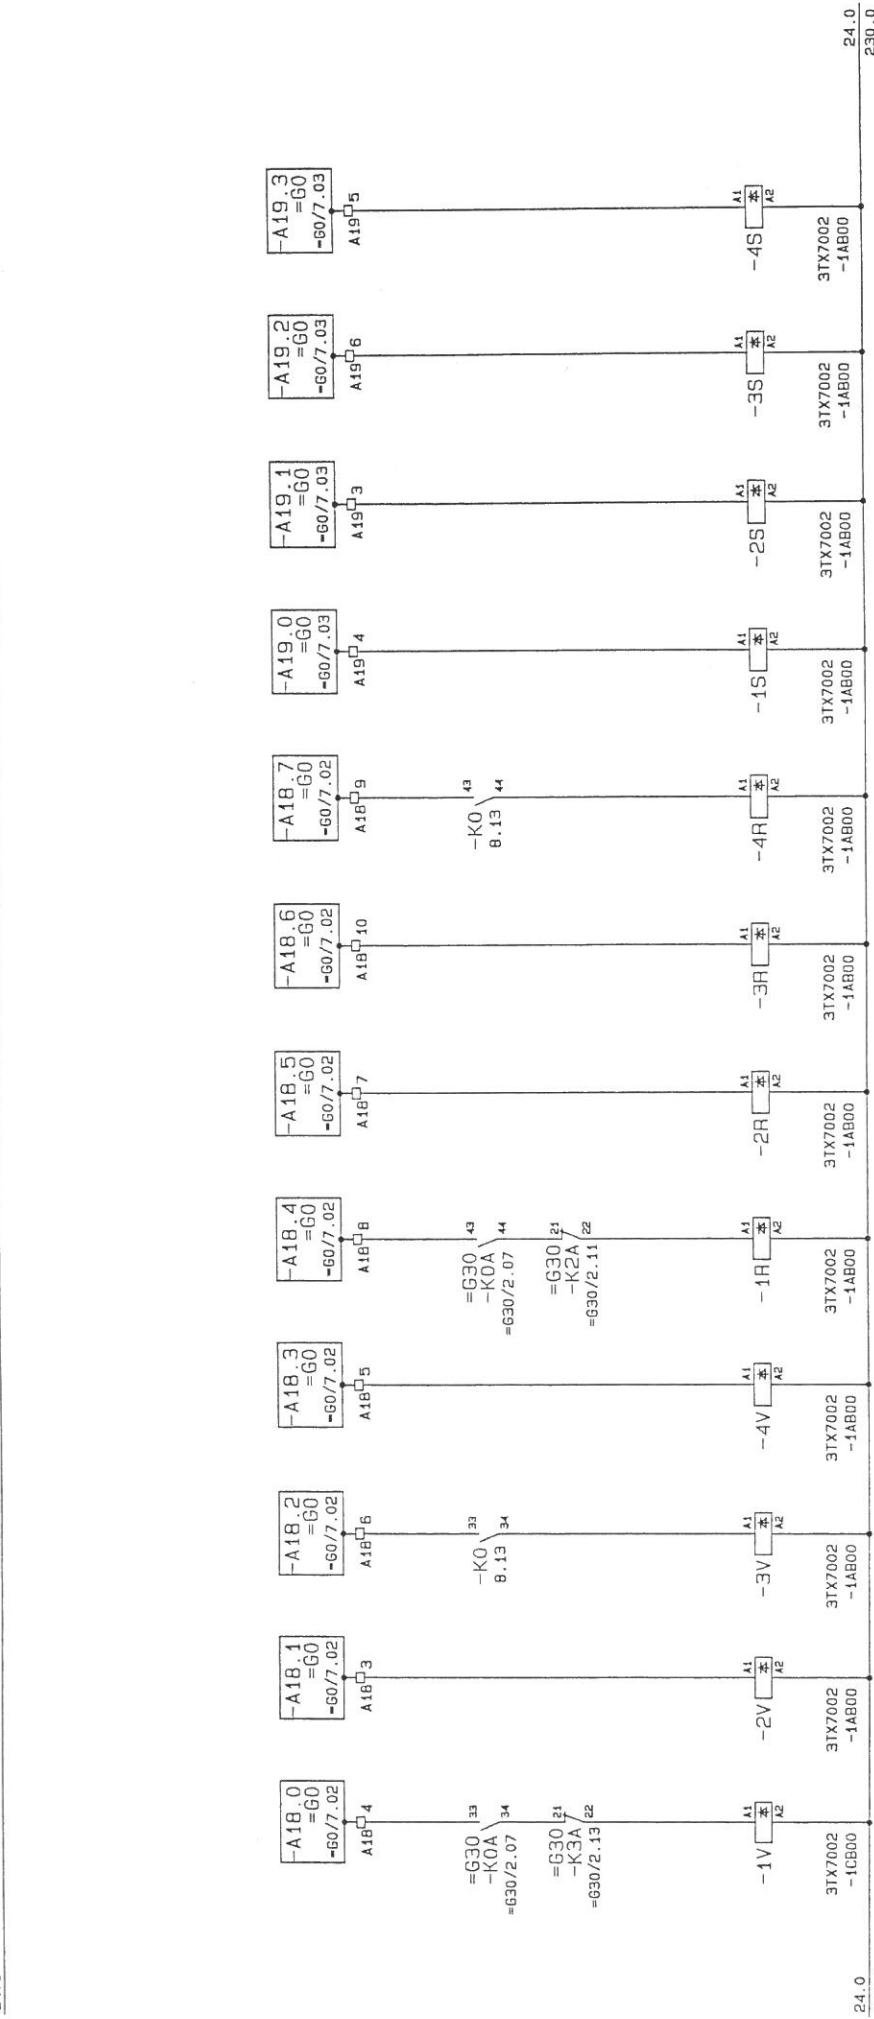 -A18.0
=G0
-G0/7.02
A18 4
33
34
=G30
-K0A
=G30/2.07
21
22
=G30
-K3A
=G30/2.13
A1
A2
-1V
3TX7002
-1CB00
-A18.1
=G0
-G0/7.02
A18 3
A1
A2
-2V
3TX7002
-1AB00
-A18.2
=G0
-G0/7.02
A18 6
33
34
-K0
8.13
A1
A2
-3V
3TX7002
-1AB00
-A18.3
=G0
-G0/7.02
A18 5
A1
A2
-4V
3TX7002
-1AB00
-A18.4
=G0
-G0/7.02
A18 8
43
44
=G30
-K0A
=G30/2.07
21
22
=G30
-K2A
=G30/2.11
A1
A2
-1R
3TX7002
-1AB00
-A18.5
=G0
-G0/7.02
A18 7
A1
A2
-2R
3TX7002
-1AB00
-A18.6
=G0
-G0/7.02
A18 10
A1
A2
-3R
3TX7002
-1AB00
-A18.7
=G0
-G0/7.02
A18 9
43
44
-K0
8.13
A1
A2
-4R
3TX7002
-1AB00
-A19.0
=G0
-G0/7.03
A19 4
A1
A2
-1S
3TX7002
-1AB00
-A19.1
=G0
-G0/7.03
A19 3
A1
A2
-2S
3TX7002
-1AB00
-A19.2
=G0
-G0/7.03
A19 6
A1
A2
-3S
3TX7002
-1AB00
-A19.3
=G0
-G0/7.03
A19 5
A1
A2
-4S
3TX7002
-1AB00
24.0
24.0
230.0